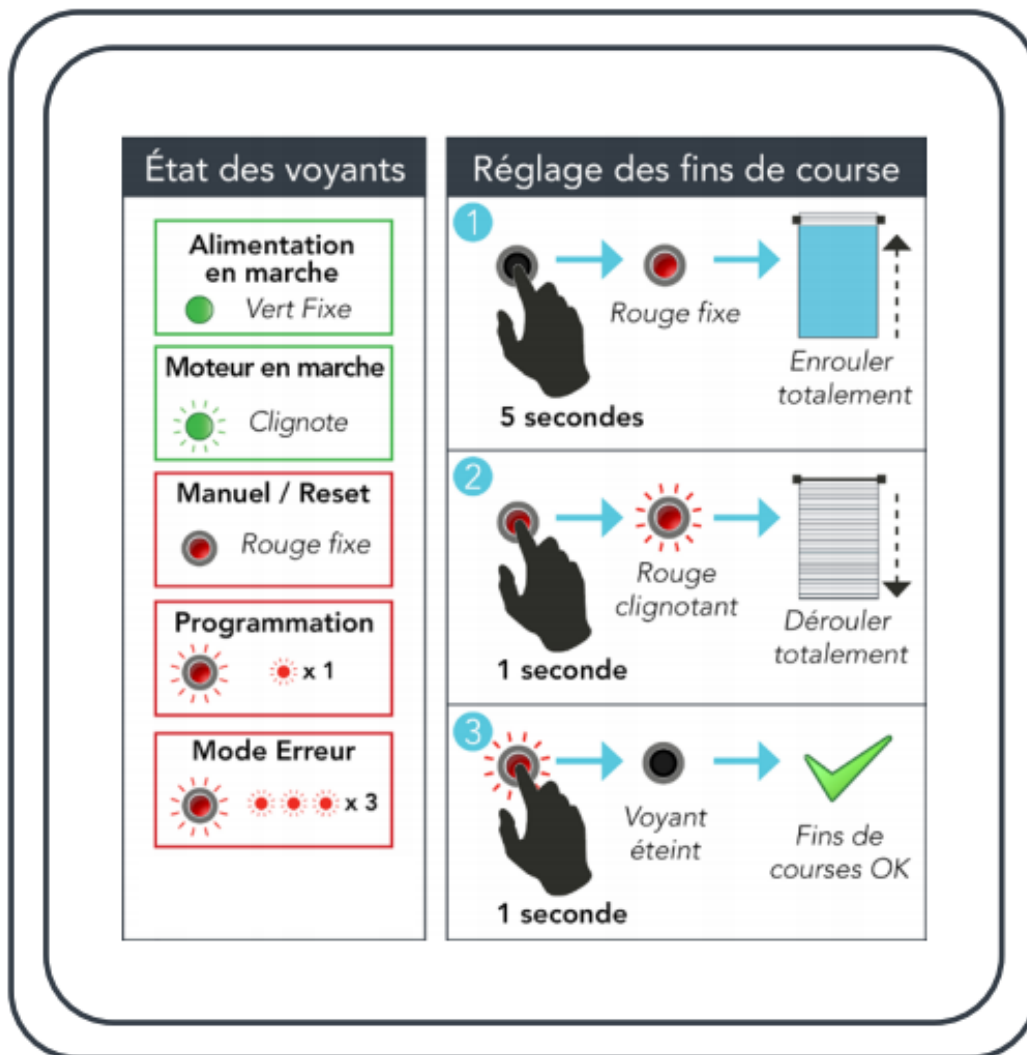 État des voyants
Alimentation
en marche
Vert Fixe
Moteur en marche
Clignote
Manuel / Reset
Rouge fixe
Programmation
x 1
Mode Erreur
x 3
Réglage des fins de course
1
Rouge fixe
5 secondes
Enrouler
totalement
2
Rouge
clignotant
1 seconde
Dérouler
totalement
3
Voyant
éteint
1 seconde
Fins de
courses OK